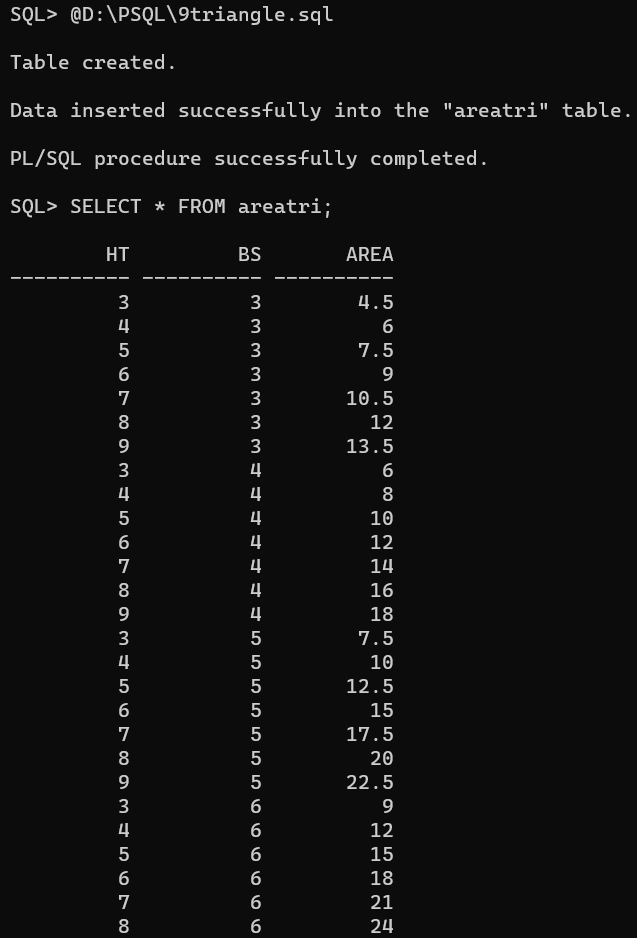 SQL> @D:\PSQL\9triangle.sql
Table created.
Data inserted successfully into the "areatri" table.
PL/SQL procedure successfully completed.
SQL> SELECT * FROM areatri;
HT BS AREA
---------- ---------- ----------
3 3 4.5
4 3 6
5 3 7.5
6 3 9
7 3 10.5
8 3 12
9 3 13.5
3 4 6
4 4 8
5 4 10
6 4 12
7 4 14
8 4 16
9 4 18
3 5 7.5
4 5 10
5 5 12.5
6 5 15
7 5 17.5
8 5 20
9 5 22.5
3 6 9
4 6 12
5 6 15
6 6 18
7 6 21
8 6 24